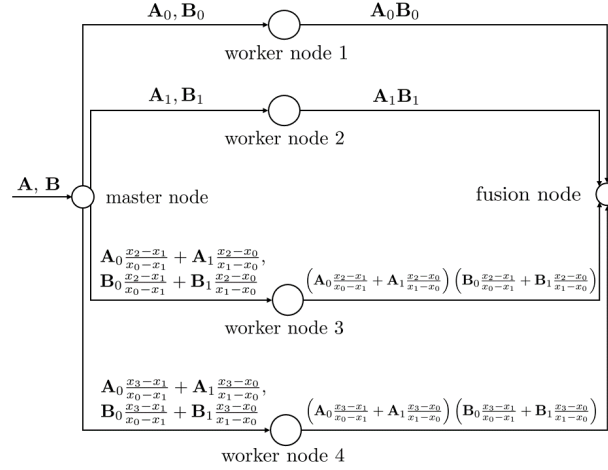 𝐀₀, 𝐁₀
𝐀₀𝐁₀
worker node 1
𝐀₁, 𝐁₁
𝐀₁𝐁₁
worker node 2
𝐀, 𝐁
master node
fusion node
𝐀₀ (x₂−x₁)/(x₀−x₁) + 𝐀₁ (x₂−x₀)/(x₁−x₀),
𝐁₀ (x₂−x₁)/(x₀−x₁) + 𝐁₁ (x₂−x₀)/(x₁−x₀)
(𝐀₀ (x₂−x₁)/(x₀−x₁) + 𝐀₁ (x₂−x₀)/(x₁−x₀)) (𝐁₀ (x₂−x₁)/(x₀−x₁) + 𝐁₁ (x₂−x₀)/(x₁−x₀))
worker node 3
𝐀₀ (x₃−x₁)/(x₀−x₁) + 𝐀₁ (x₃−x₀)/(x₁−x₀),
𝐁₀ (x₃−x₁)/(x₀−x₁) + 𝐁₁ (x₃−x₀)/(x₁−x₀)
(𝐀₀ (x₃−x₁)/(x₀−x₁) + 𝐀₁ (x₃−x₀)/(x₁−x₀)) (𝐁₀ (x₃−x₁)/(x₀−x₁) + 𝐁₁ (x₃−x₀)/(x₁−x₀))
worker node 4